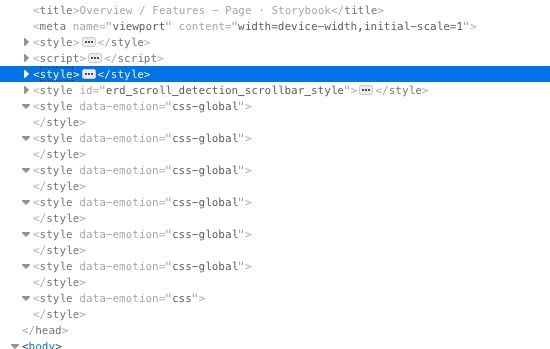 <title>Overview / Features – Page · Storybook</title>
<meta name="viewport" content="width=device-width,initial-scale=1">
<style>…</style>
<script>…</script>
<style>…</style>
<style id="erd_scroll_detection_scrollbar_style">…</style>
<style data-emotion="css-global">
</style>
<style data-emotion="css-global">
</style>
<style data-emotion="css-global">
</style>
<style data-emotion="css-global">
</style>
<style data-emotion="css-global">
</style>
<style data-emotion="css-global">
</style>
<style data-emotion="css">
</style>
</head>
<body>